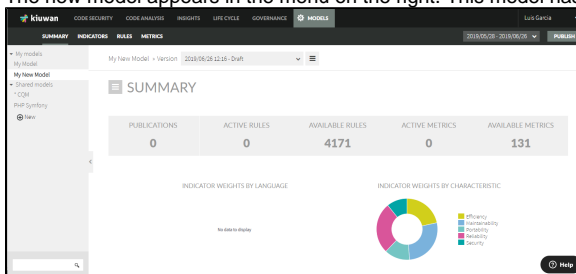 The new model appears in the menu on the right. This model has
kiuwan CODE SECURITY CODE ANALYSIS INSIGHTS LIFE CYCLE GOVERNANCE MODELS Luis Garcia
SUMMARY INDICATORS RULES METRICS 2019/05/28 - 2019/06/26 PUBLISH
My models
My Model
My New Model
Shared models
* CQM
PHP Symfony
New
My New Model • Version 2019/06/26 12:16 - Draft
SUMMARY
PUBLICATIONS ACTIVE RULES AVAILABLE RULES ACTIVE METRICS AVAILABLE METRICS
0 0 4171 0 131
INDICATOR WEIGHTS BY LANGUAGE INDICATOR WEIGHTS BY CHARACTERISTIC
No data to display
Efficiency
Maintainability
Portability
Reliability
Security
Help